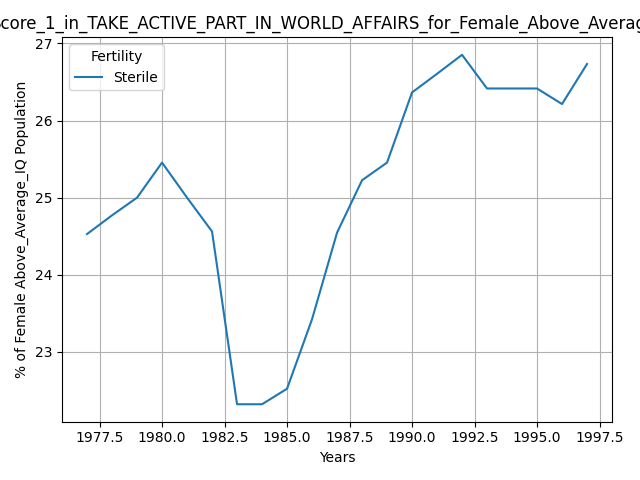 core_1_in_TAKE_ACTIVE_PART_IN_WORLD_AFFAIRS_for_Female_Above_Averag
27
26
25
24
23
% of Female Above_Average_IQ Population
Fertility
Sterile
1977.5 1980.0 1982.5 1985.0 1987.5 1990.0 1992.5 1995.0 1997.5
Years